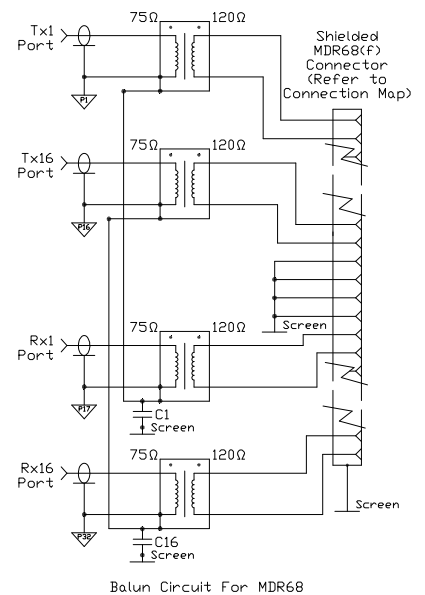 75Ω 120Ω
Tx1
Port
P1
Shielded
MDR68(f)
Connector
(Refer to
Connection Map)
75Ω 120Ω
Tx16
Port
P16
Screen
75Ω 120Ω
Rx1
Port
P17
C1
Screen
75Ω 120Ω
Rx16
Port
P32
C16
Screen
Screen
Balun Circuit For MDR68